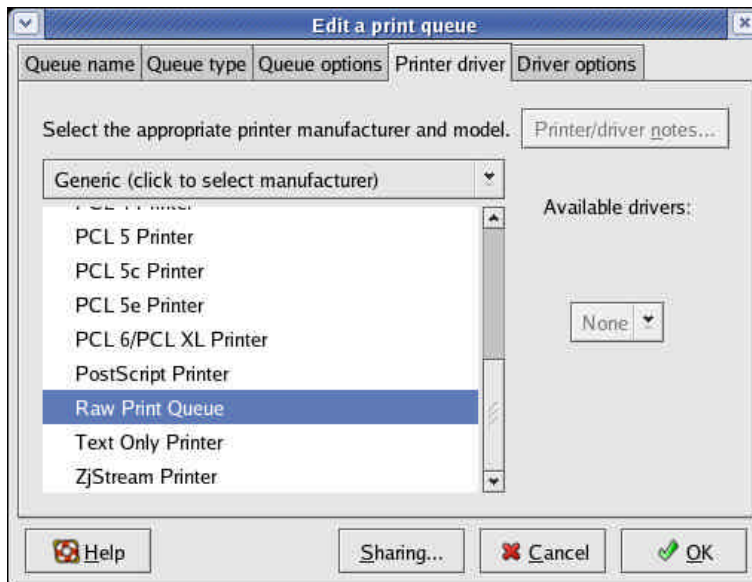 Edit a print queue
Queue name Queue type Queue options Printer driver Driver options
Select the appropriate printer manufacturer and model. Printer/driver notes...
Generic (click to select manufacturer)
Available drivers:
PCL 5 Printer
PCL 5c Printer
PCL 5e Printer
None
PCL 6/PCL XL Printer
PostScript Printer
Raw Print Queue
Text Only Printer
ZjStream Printer
Help Sharing... Cancel OK